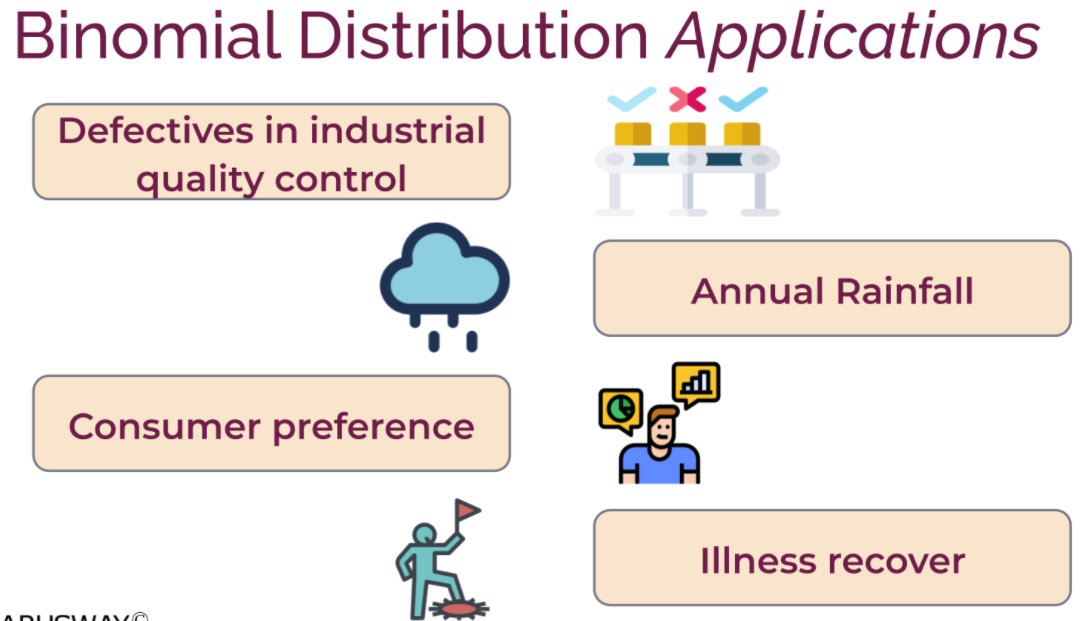 Binomial Distribution Applications
Defectives in industrial
quality control
Annual Rainfall
Consumer preference
Illness recover